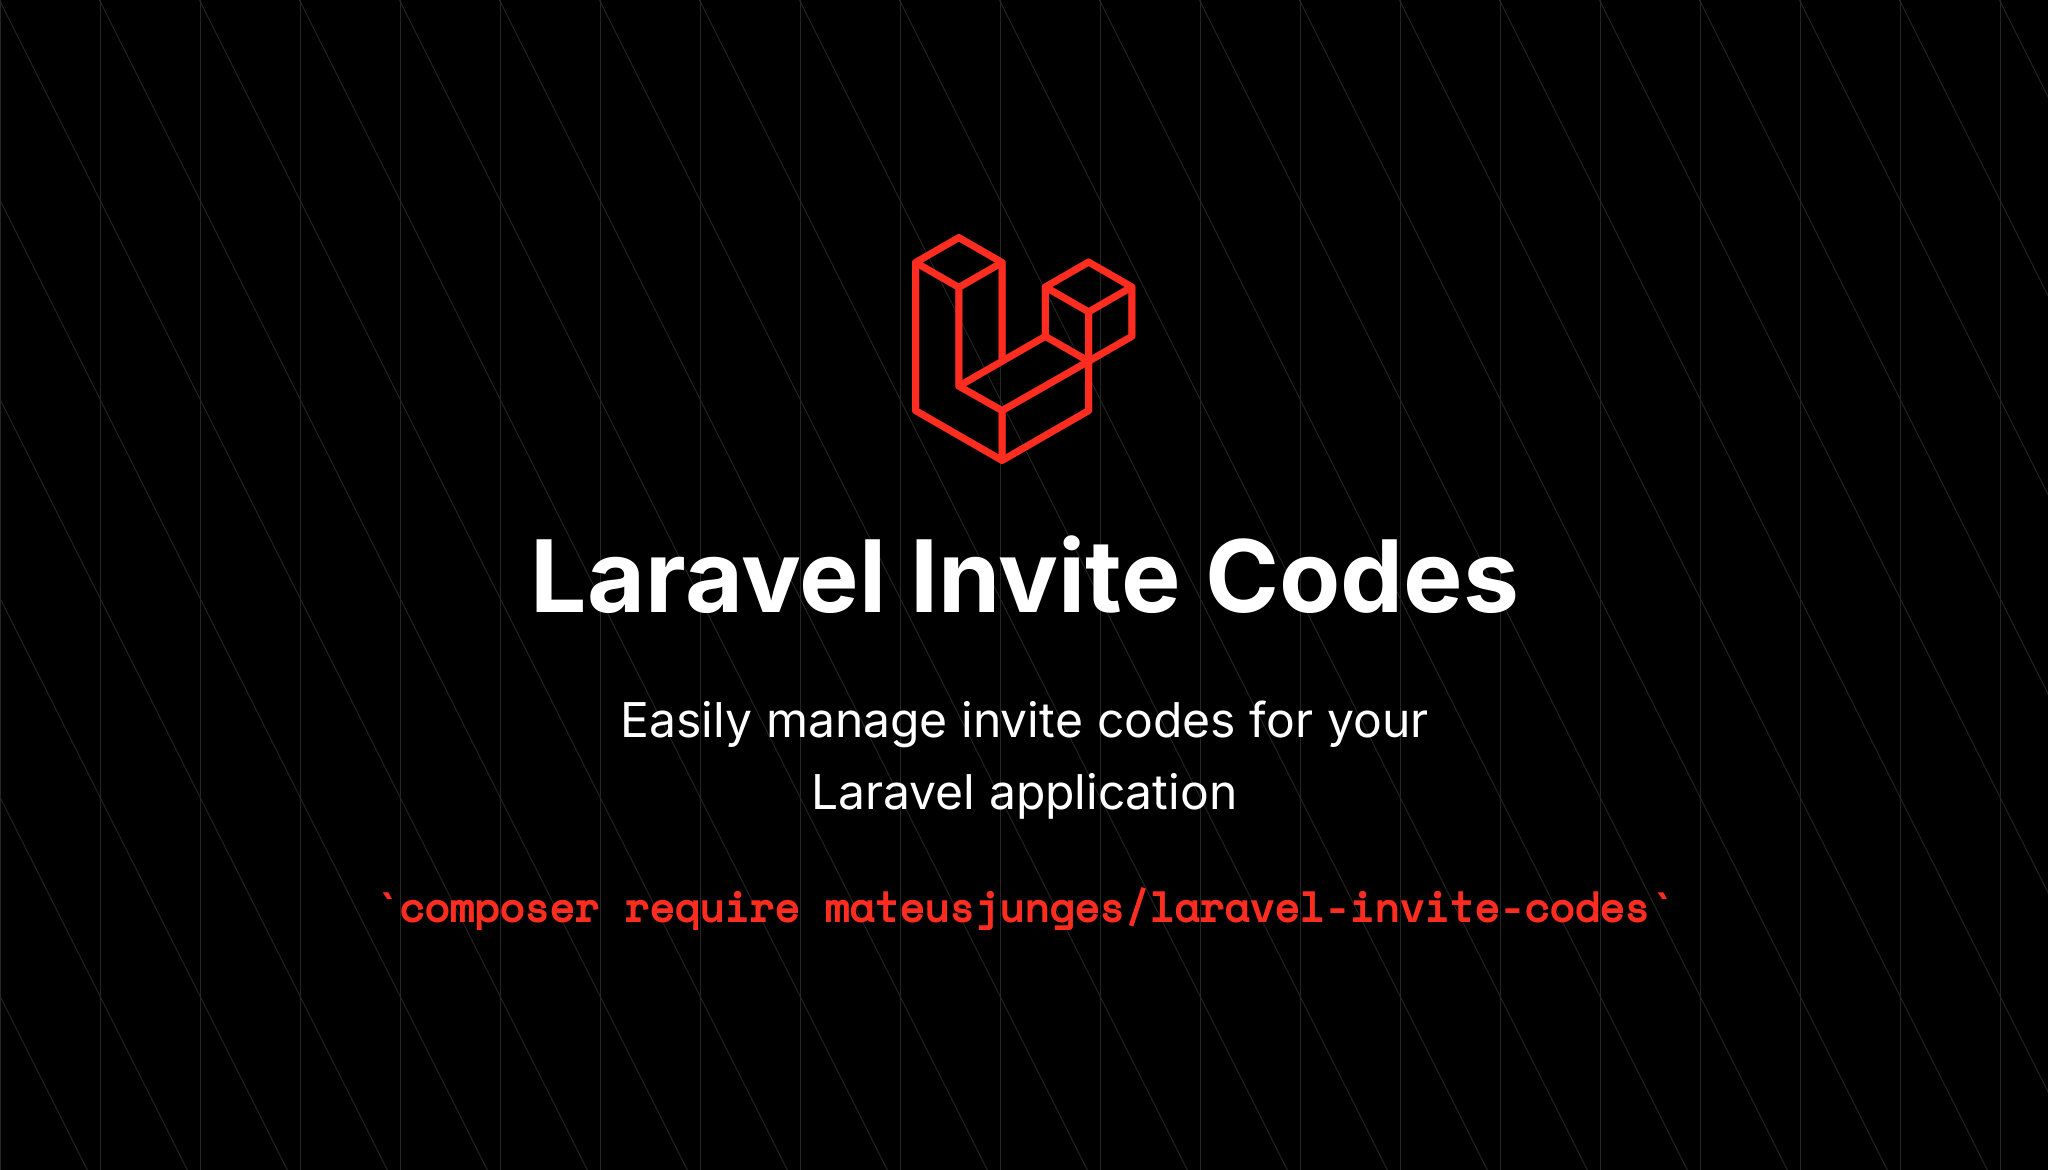 Laravel Invite Codes
Easily manage invite codes for your
Laravel application
`composer require mateusjunges/laravel-invite-codes`